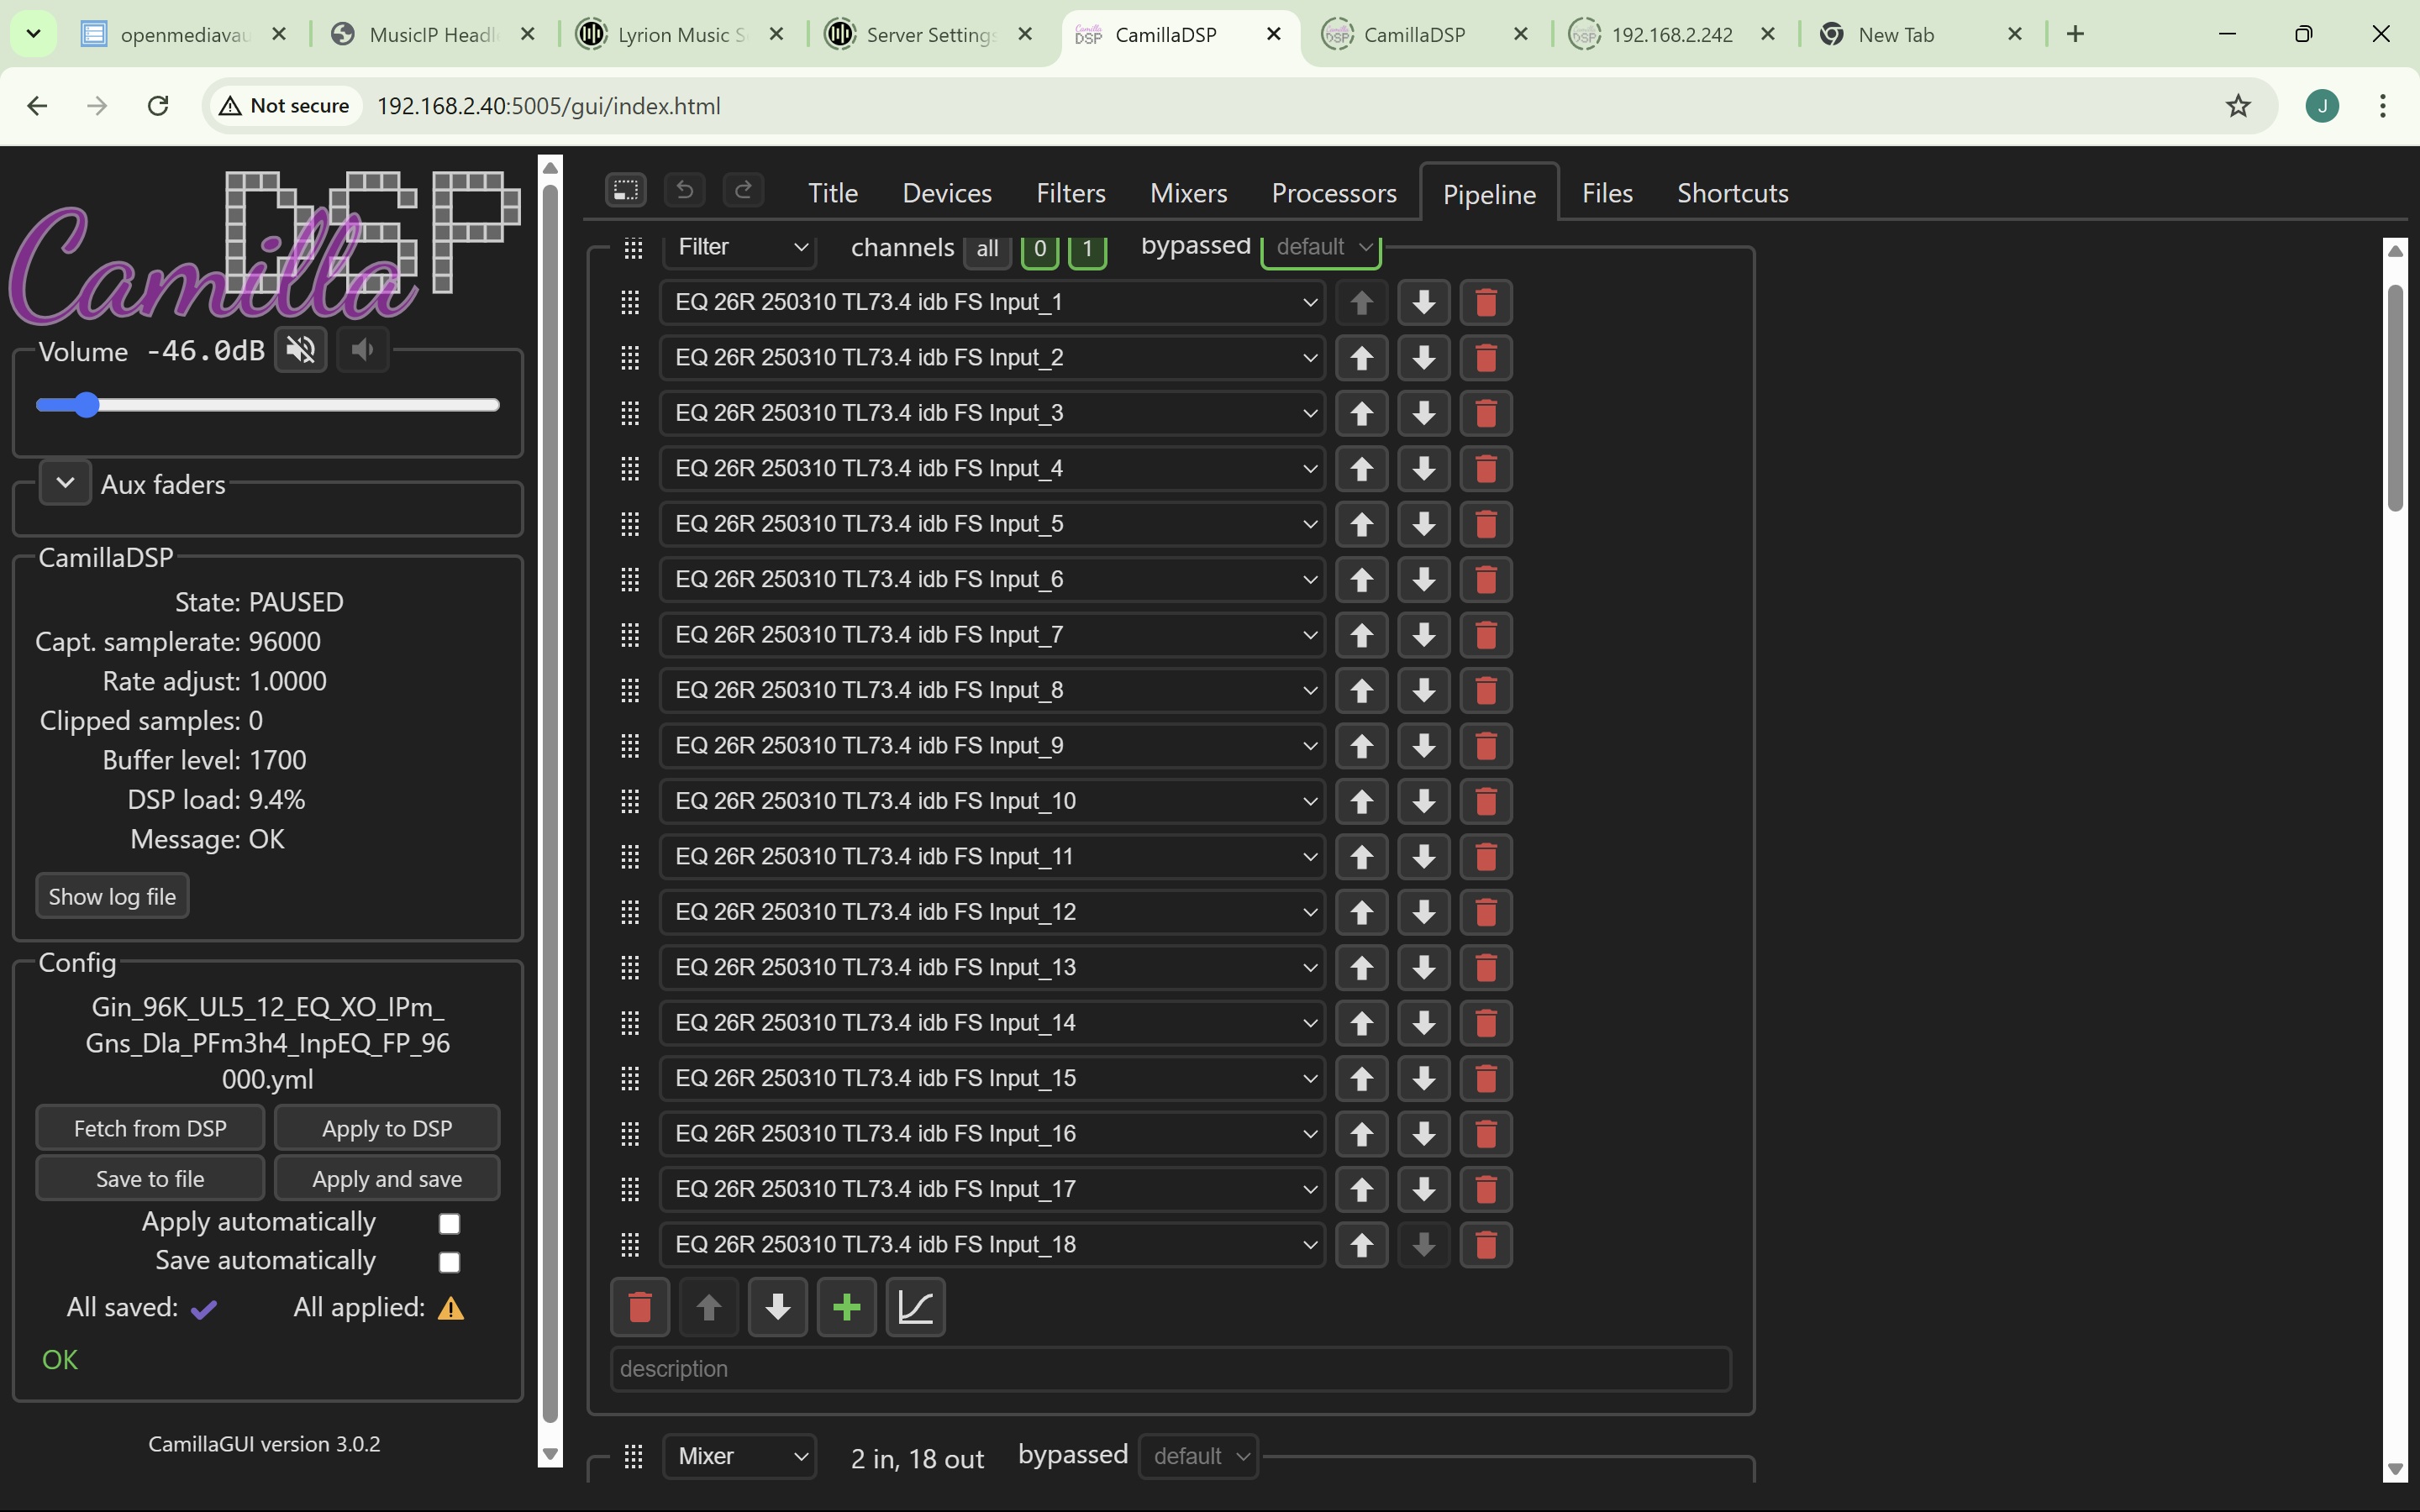 openmediavau
MusicIP Headl
Lyrion Music S
Server Settings
CamillaDSP
CamillaDSP
192.168.2.242
New Tab
Not secure
192.168.2.40:5005/gui/index.html
J
Camilla DSP
Volume -46.0dB
Aux faders
CamillaDSP
State: PAUSED
Capt. samplerate: 96000
Rate adjust: 1.0000
Clipped samples: 0
Buffer level: 1700
DSP load: 9.4%
Message: OK
Show log file
Config
Gin_96K_UL5_12_EQ_XO_IPm_
Gns_Dla_PFm3h4_InpEQ_FP_96
000.yml
Fetch from DSP
Apply to DSP
Save to file
Apply and save
Apply automatically
Save automatically
All saved:
All applied:
OK
CamillaGUI version 3.0.2
Title
Devices
Filters
Mixers
Processors
Pipeline
Files
Shortcuts
Filter channels all 0 1 bypassed default
EQ 26R 250310 TL73.4 idb FS Input_1
EQ 26R 250310 TL73.4 idb FS Input_2
EQ 26R 250310 TL73.4 idb FS Input_3
EQ 26R 250310 TL73.4 idb FS Input_4
EQ 26R 250310 TL73.4 idb FS Input_5
EQ 26R 250310 TL73.4 idb FS Input_6
EQ 26R 250310 TL73.4 idb FS Input_7
EQ 26R 250310 TL73.4 idb FS Input_8
EQ 26R 250310 TL73.4 idb FS Input_9
EQ 26R 250310 TL73.4 idb FS Input_10
EQ 26R 250310 TL73.4 idb FS Input_11
EQ 26R 250310 TL73.4 idb FS Input_12
EQ 26R 250310 TL73.4 idb FS Input_13
EQ 26R 250310 TL73.4 idb FS Input_14
EQ 26R 250310 TL73.4 idb FS Input_15
EQ 26R 250310 TL73.4 idb FS Input_16
EQ 26R 250310 TL73.4 idb FS Input_17
EQ 26R 250310 TL73.4 idb FS Input_18
description
Mixer 2 in, 18 out bypassed default